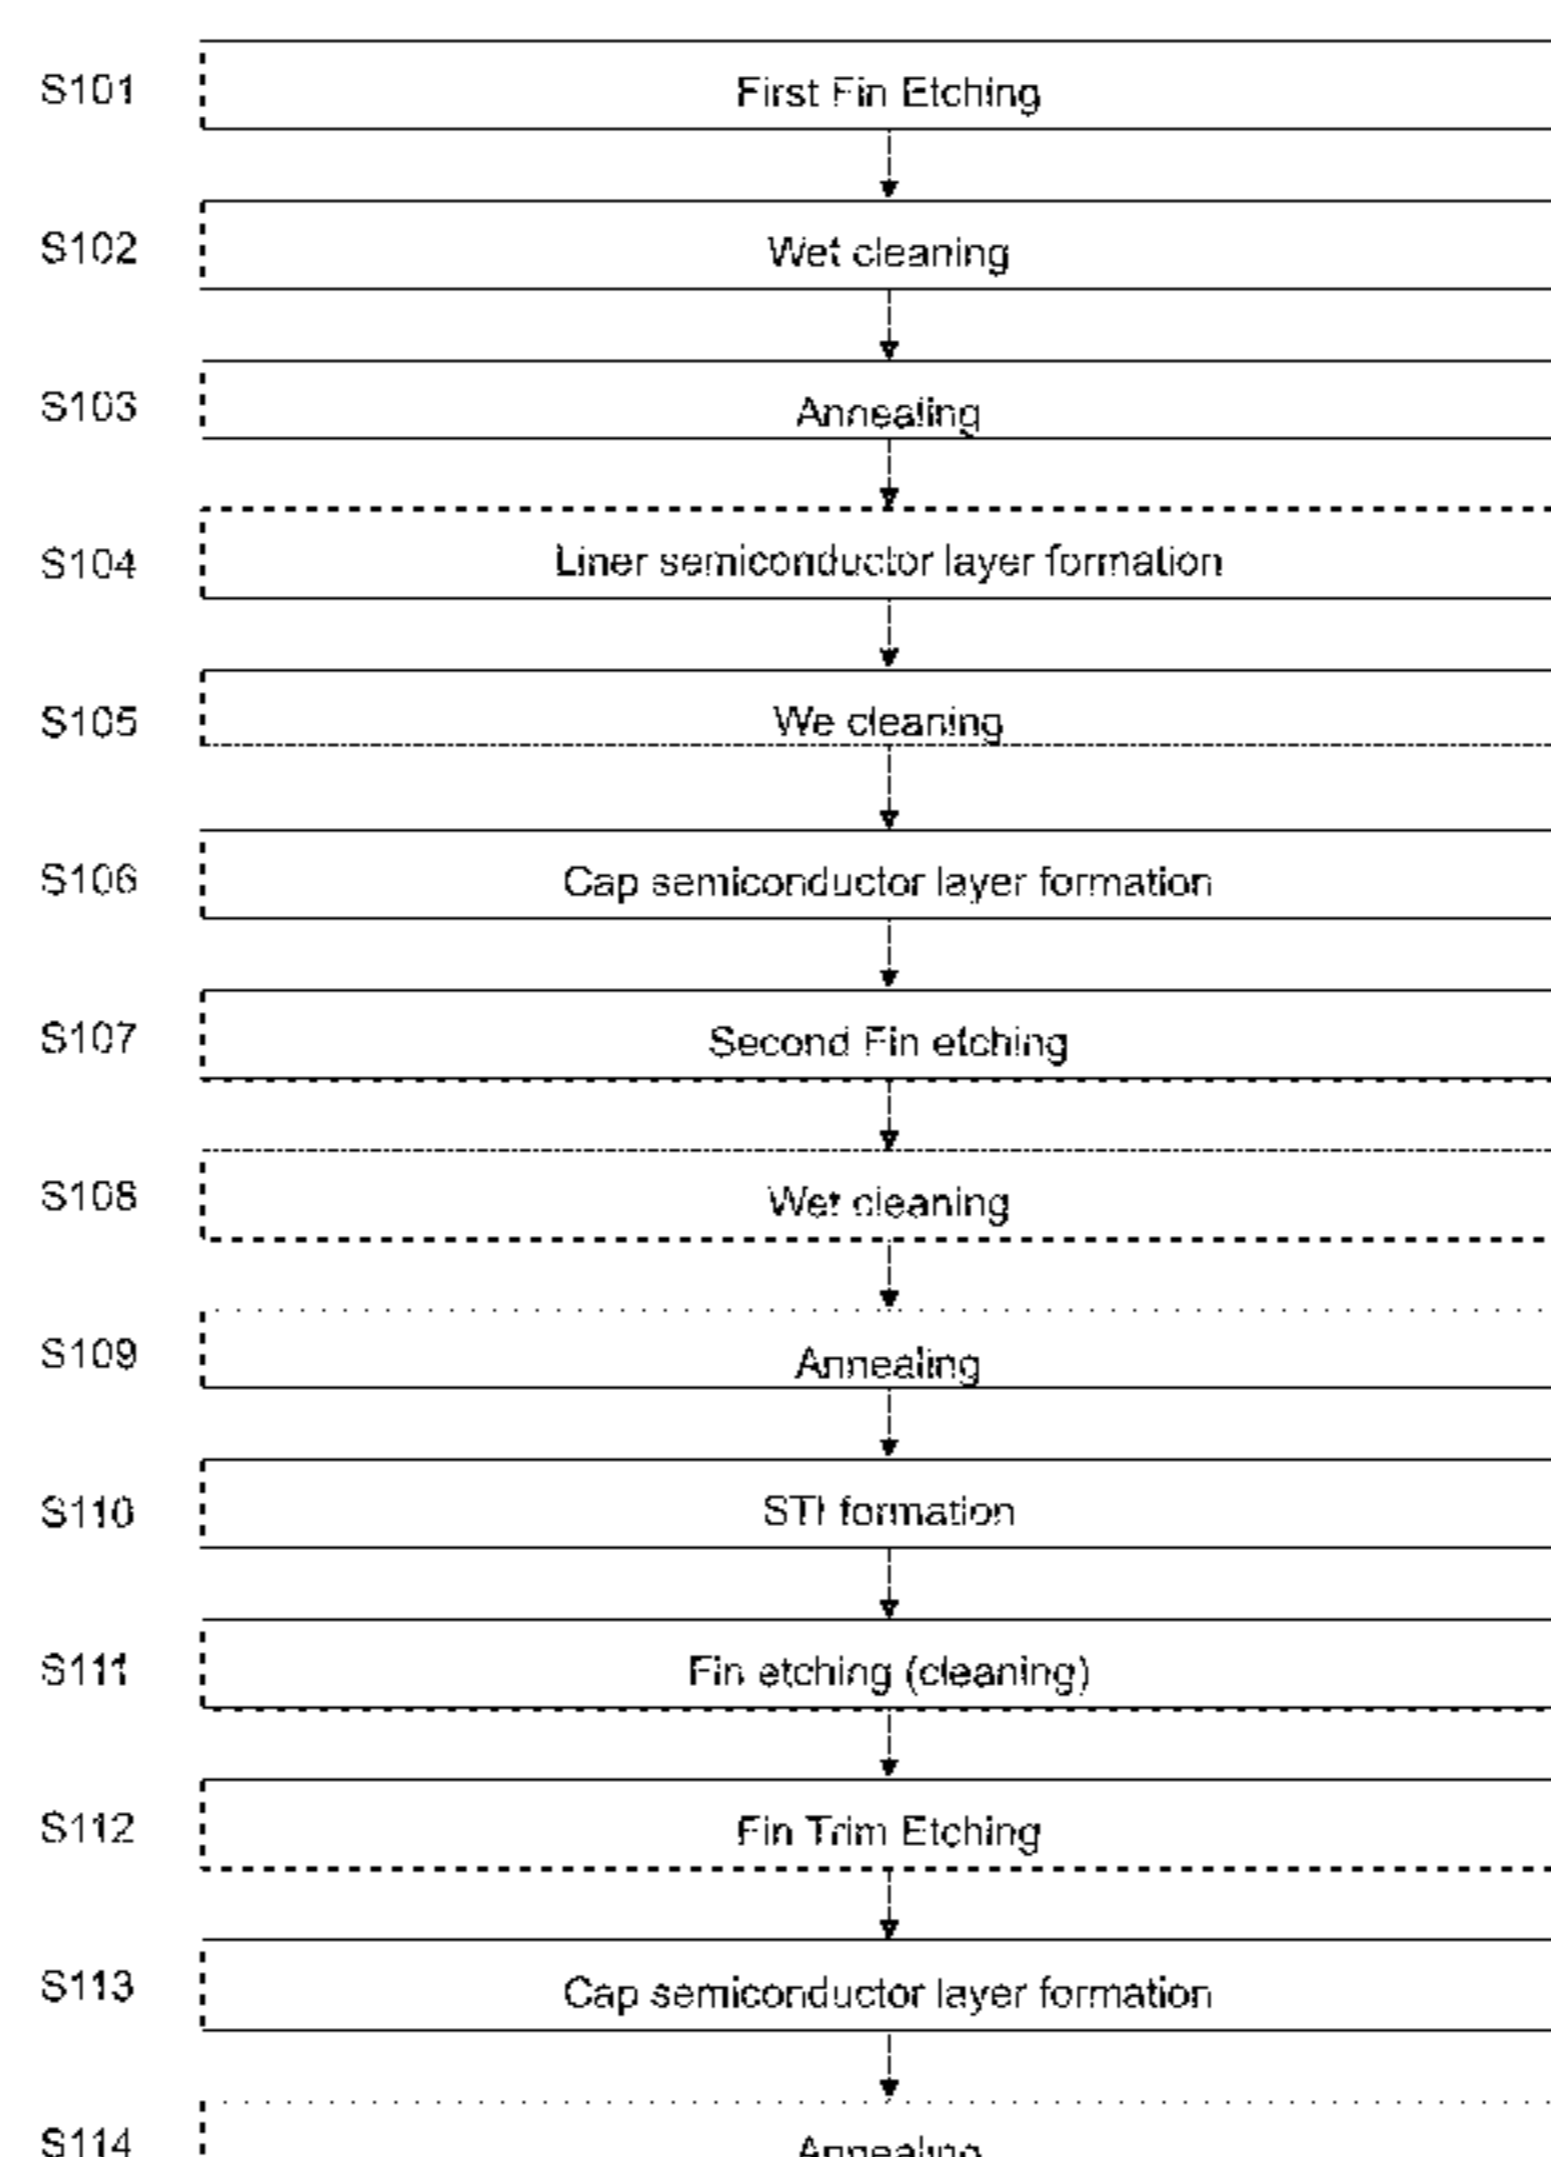 S101 First Fin Etching
S102 Wet cleaning
S103 Annealing
S104 Liner semiconductor layer formation
S105 We cleaning
S106 Cap semiconductor layer formation
S107 Second Fin etching
S108 Wet cleaning
S109 Annealing
S110 STI formation
S111 Fin etching (cleaning)
S112 Fin Trim Etching
S113 Cap semiconductor layer formation
S114 Annealing